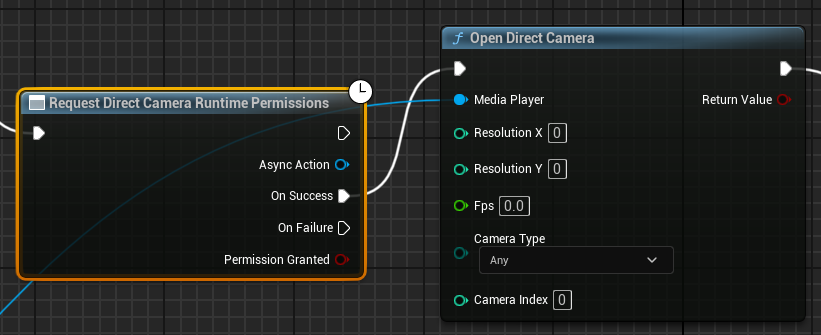 Open Direct Camera
Request Direct Camera Runtime Permissions
Media Player
Return Value
Resolution X 0
Async Action
Resolution Y 0
On Success
Fps 0.0
On Failure
Camera Type
Permission Granted
Any
Camera Index 0